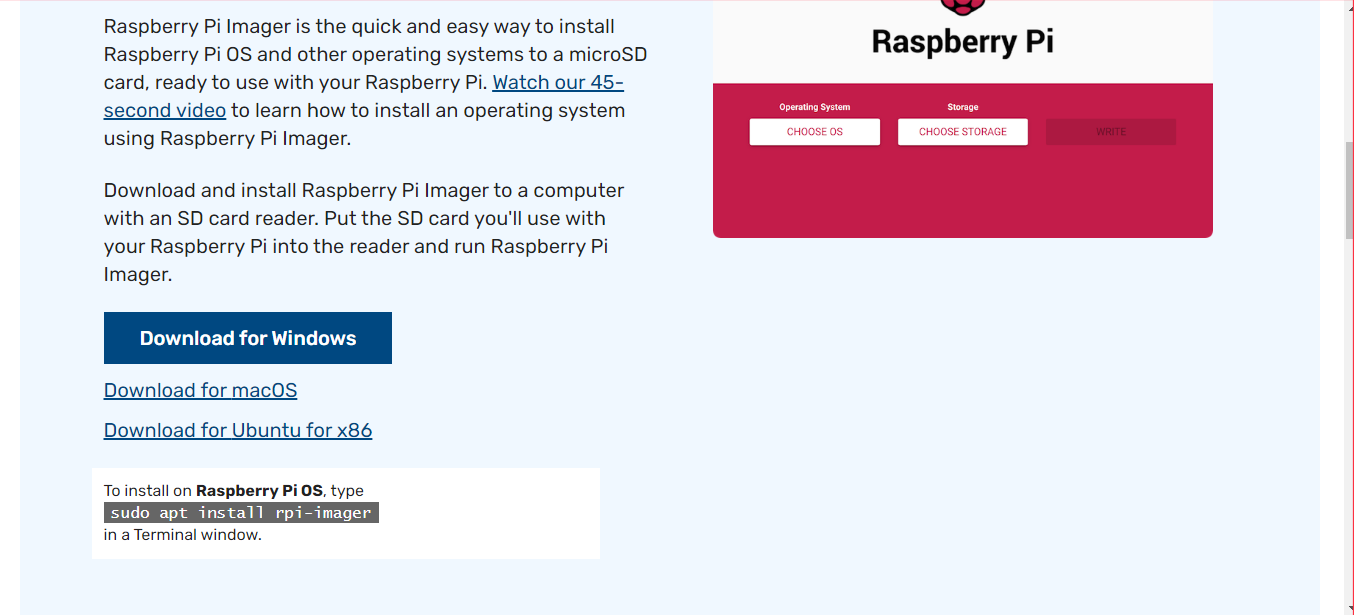 Raspberry Pi Imager is the quick and easy way to install
Raspberry Pi OS and other operating systems to a microSD
card, ready to use with your Raspberry Pi. Watch our 45-
second video to learn how to install an operating system
using Raspberry Pi Imager.
Download and install Raspberry Pi Imager to a computer
with an SD card reader. Put the SD card you'll use with
your Raspberry Pi into the reader and run Raspberry Pi
Imager.
Download for Windows
Download for macOS
Download for Ubuntu for x86
To install on Raspberry Pi OS, type
sudo apt install rpi-imager
in a Terminal window.
Raspberry Pi
Operating System
Storage
CHOOSE OS
CHOOSE STORAGE
WRITE